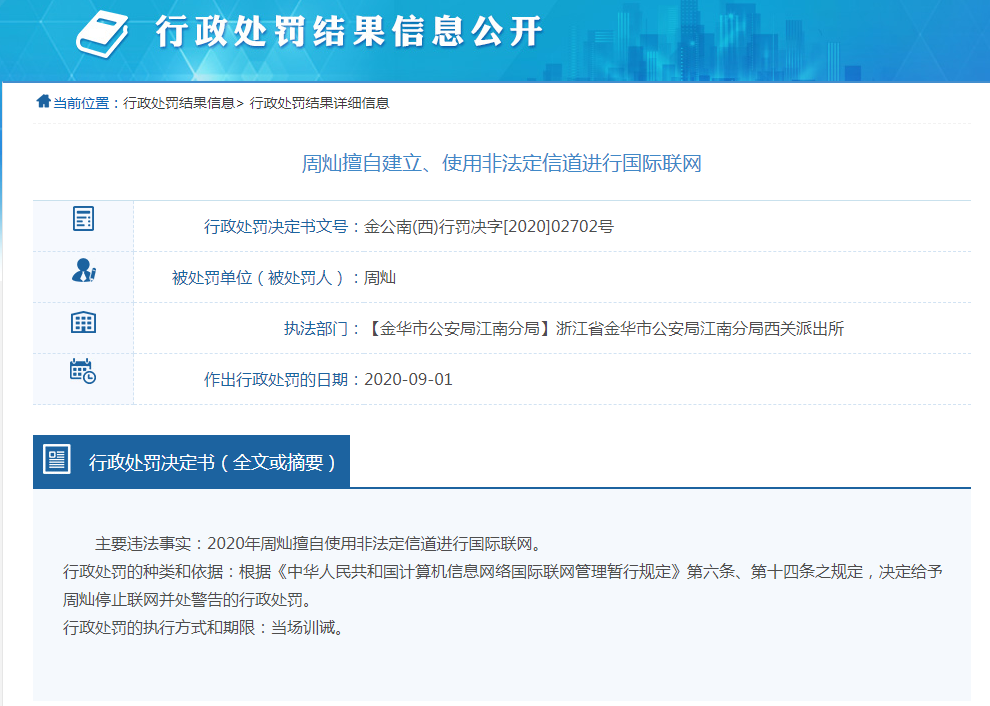 行政处罚结果信息公开
当前位置：行政处罚结果信息> 行政处罚结果详细信息
周灿擅自建立、使用非法定信道进行国际联网
行政处罚决定书文号：金公南(西)行罚决字[2020]02702号
被处罚单位（被处罚人）：周灿
执法部门：【金华市公安局江南分局】浙江省金华市公安局江南分局西关派出所
作出行政处罚的日期：2020-09-01
行政处罚决定书（全文或摘要）
主要违法事实：2020年周灿擅自使用非法定信道进行国际联网。
行政处罚的种类和依据：根据《中华人民共和国计算机信息网络国际联网管理暂行规定》第六条、第十四条之规定，决定给予
周灿停止联网并处警告的行政处罚。
行政处罚的执行方式和期限：当场训诫。